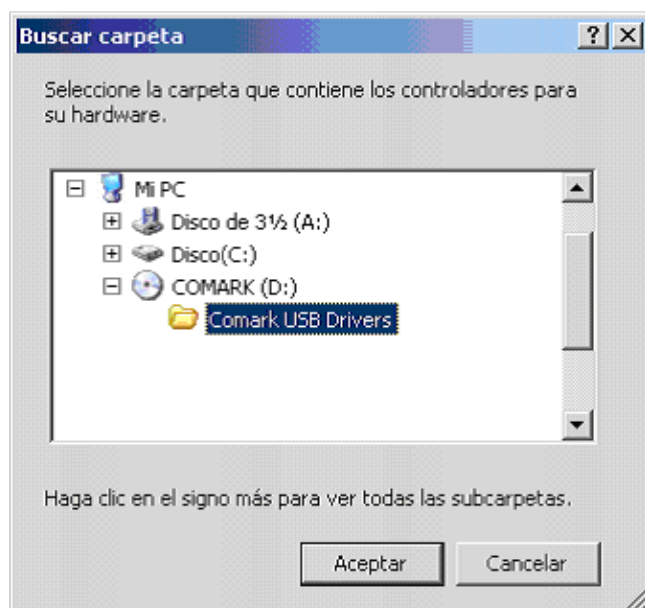 Buscar carpeta
Seleccione la carpeta que contiene los controladores para
su hardware.
Mi PC
Disco de 3½ (A:)
Disco(C:)
COMARK (D:)
Comark USB Drivers
Haga clic en el signo más para ver todas las subcarpetas.
Aceptar
Cancelar